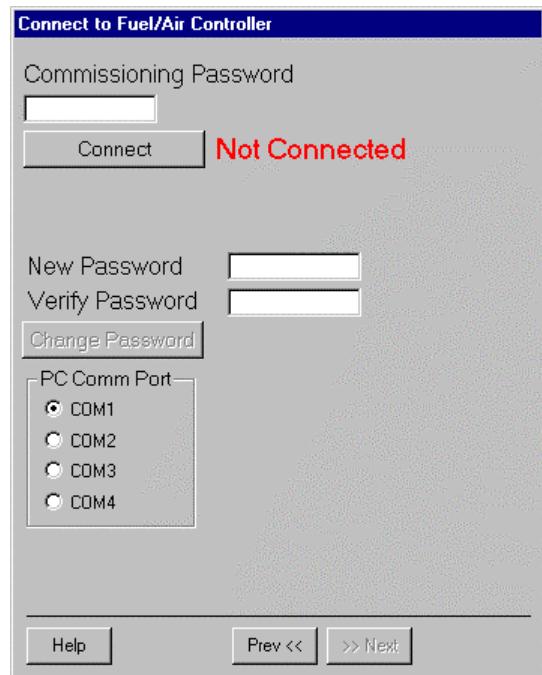 Connect to Fuel/Air Controller
Commissioning Password
Connect
Not Connected
New Password
Verify Password
Change Password
PC Comm Port
COM1
COM2
COM3
COM4
Help
Prev <<
>> Next